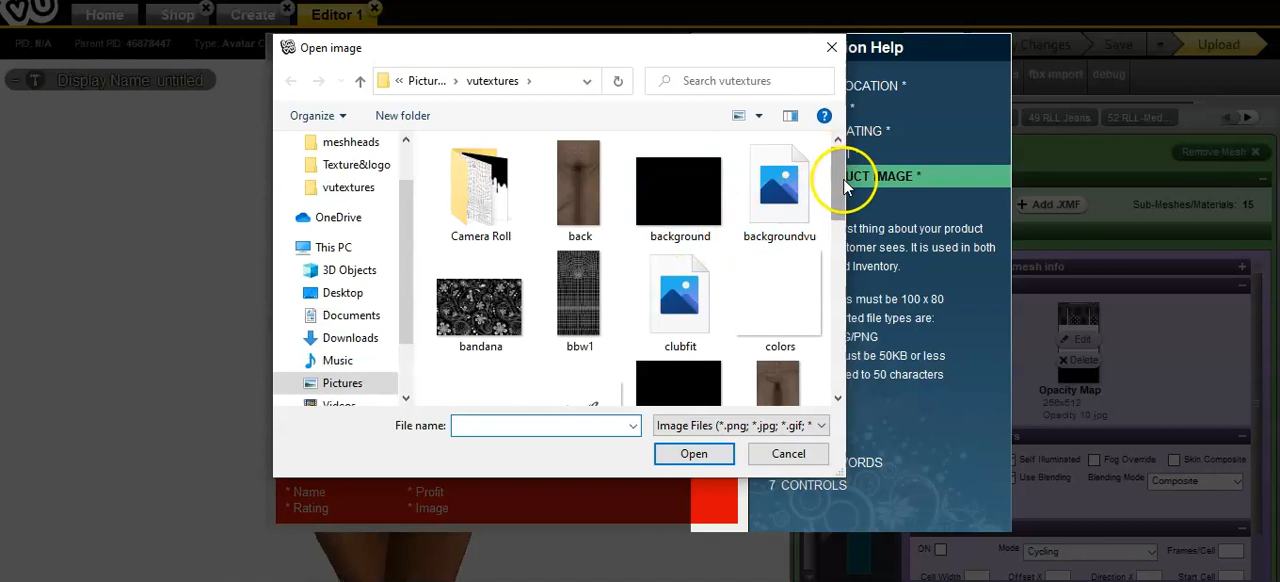 Home
Shop
Create
Editor 1
PID: N/A
Parent PID: 46878447
Type: Avatar C
Changes
Save
Upload
T Display Name: untitled
fbx import
debug
49 RLL Jeans
52 RLL-Med...
Remove Mesh ×
+ Add .XMF
Sub-Meshes/Materials: 15
mesh info
Edit
Delete
Opacity Map
256x512
Opacity 10.jpg
Self Illuminated
Fog Override
Skin Composite
Use Blending
Blending Mode
Composite
ON
Mode
Cycling
Frames/Cell
Cell Width
Offset X
Direction X
Start Cell
Open image
« Pictur... › vutextures ›
Search vutextures
Organize
New folder
meshheads
Texture&logo
vutextures
OneDrive
This PC
3D Objects
Desktop
Documents
Downloads
Music
Pictures
Videos
Camera Roll
back
background
backgroundvu
bandana
bbw1
clubfit
colors
File name:
Image Files (*.png; *.jpg; *.gif; *
Open
Cancel
on Help
OCATION *
*
ATING *
UCT IMAGE *
st thing about your product
tomer sees. It is used in both
d Inventory.
s must be 100 x 80
rted file types are:
G/PNG
ust be 50KB or less
ed to 50 characters
WORDS
7 CONTROLS
* Name
* Profit
* Rating
* Image